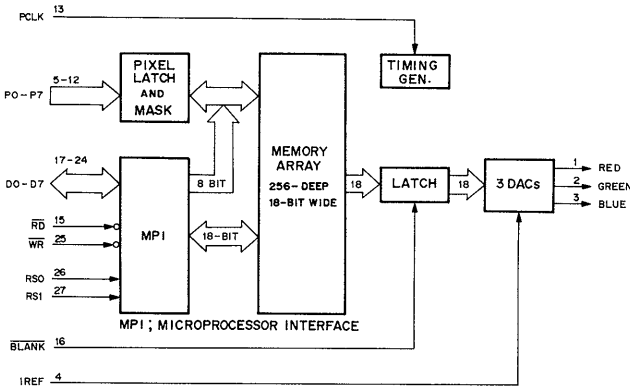 PCLK 13
TIMING
GEN.
PIXEL
LATCH
AND
MASK
P0-P7 5-12
MEMORY
ARRAY
256-DEEP
18-BIT WIDE
D0-D7 17-24
8 BIT
MPI
18-BIT
18
LATCH
18
3 DACs
1 RED
2 GREEN
3 BLUE
RD 15
WR 25
RS0 26
RS1 27
MPI; MICROPROCESSOR INTERFACE
BLANK 16
IREF 4